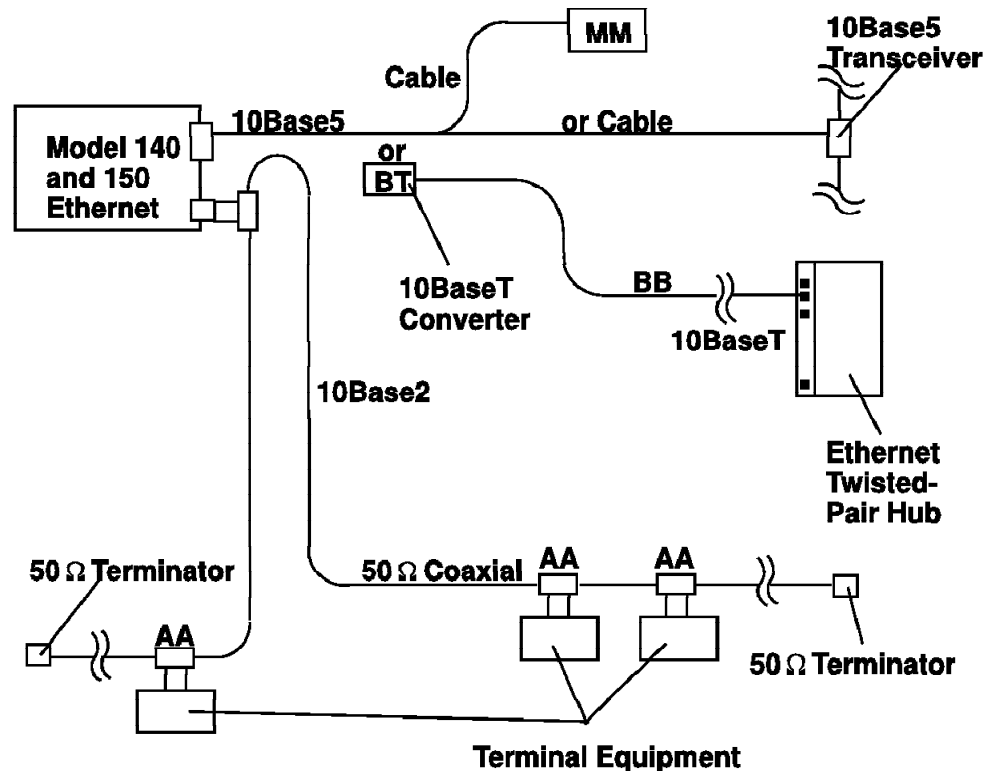 MM
10Base5
Transceiver
Cable
10Base5
or Cable
Model 140
and 150
Ethernet
or
BT
10BaseT
Converter
BB
10BaseT
10Base2
Ethernet
Twisted-
Pair Hub
50 Ω Terminator
50 Ω Coaxial
AA
AA
AA
50 Ω Terminator
Terminal Equipment